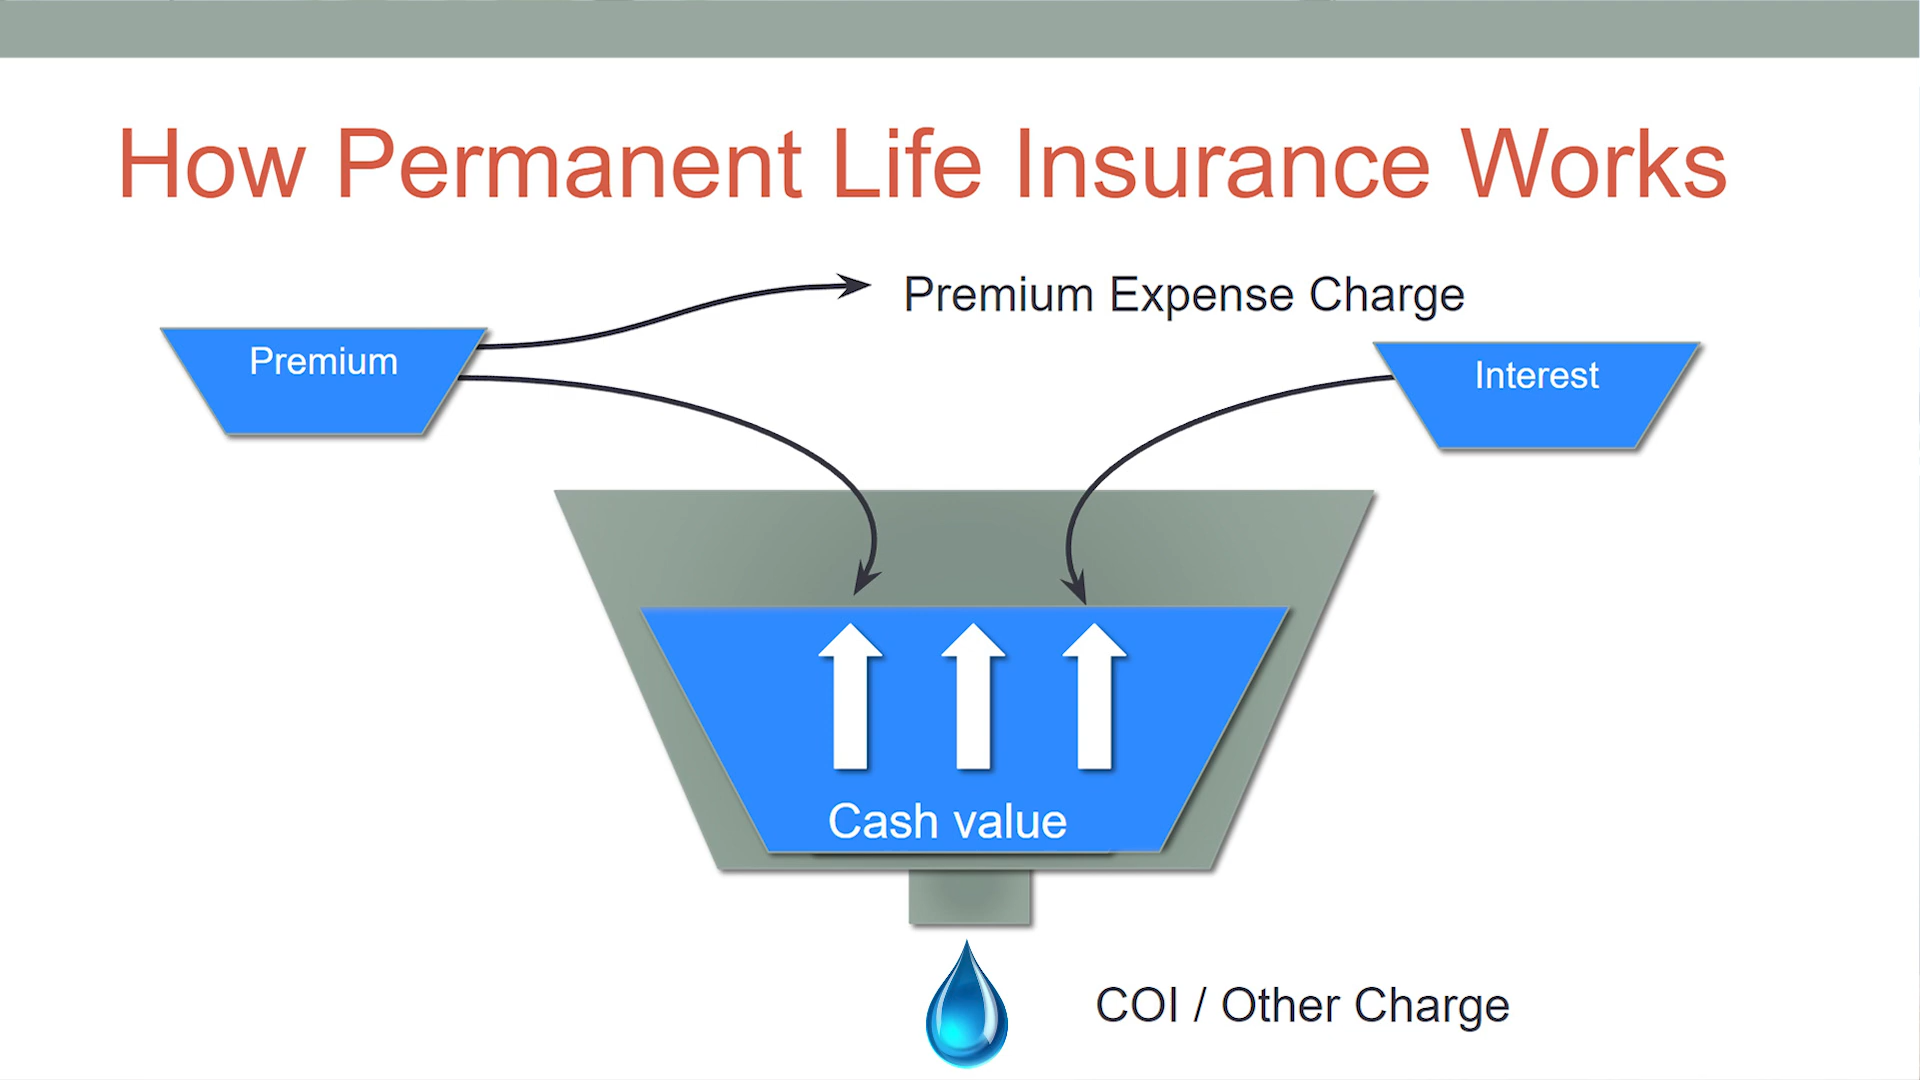 How Permanent Life Insurance Works
Premium Expense Charge
Premium
Interest
Cash value
COI / Other Charge